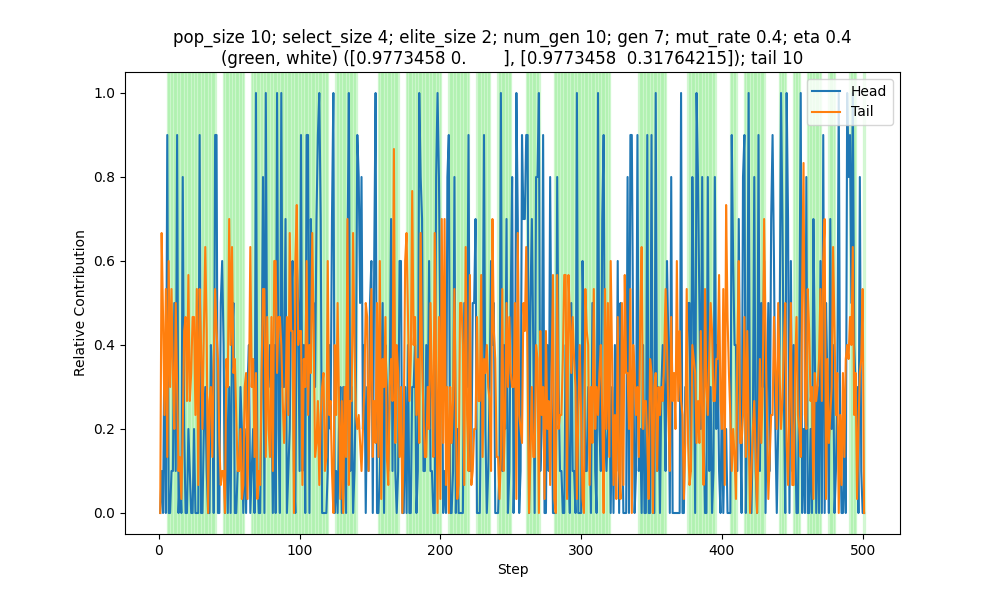 pop_size 10; select_size 4; elite_size 2; num_gen 10; gen 7; mut_rate 0.4; eta 0.4
(green, white) ([0.9773458 0. ], [0.9773458 0.31764215]); tail 10
Head
Tail
1.0
0.8
0.6
0.4
0.2
0.0
Relative Contribution
0 100 200 300 400 500
Step